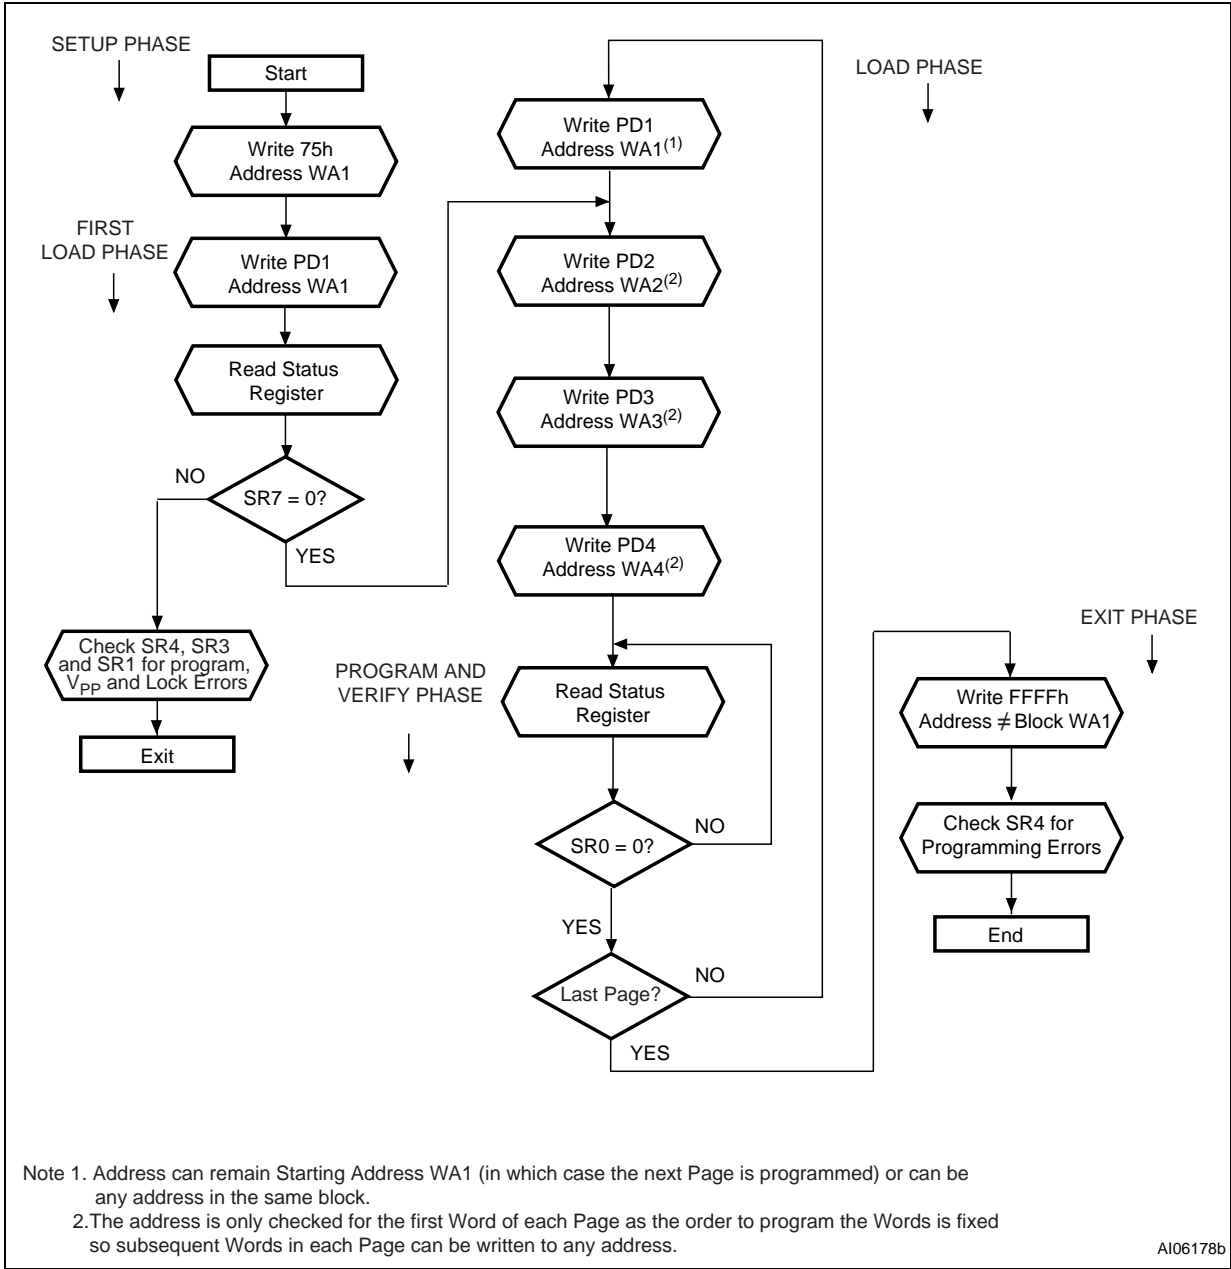 SETUP PHASE
Start
Write 75h
Address WA1
FIRST
LOAD PHASE
Write PD1
Address WA1
Read Status
Register
NO
SR7 = 0?
YES
Check SR4, SR3
and SR1 for program,
VPP and Lock Errors
Exit
LOAD PHASE
Write PD1
Address WA1(1)
Write PD2
Address WA2(2)
Write PD3
Address WA3(2)
Write PD4
Address WA4(2)
PROGRAM AND
VERIFY PHASE
Read Status
Register
NO
SR0 = 0?
YES
NO
Last Page?
YES
EXIT PHASE
Write FFFFh
Address ≠ Block WA1
Check SR4 for
Programming Errors
End
Note 1. Address can remain Starting Address WA1 (in which case the next Page is programmed) or can be
any address in the same block.
2.The address is only checked for the first Word of each Page as the order to program the Words is fixed
so subsequent Words in each Page can be written to any address.
AI06178b